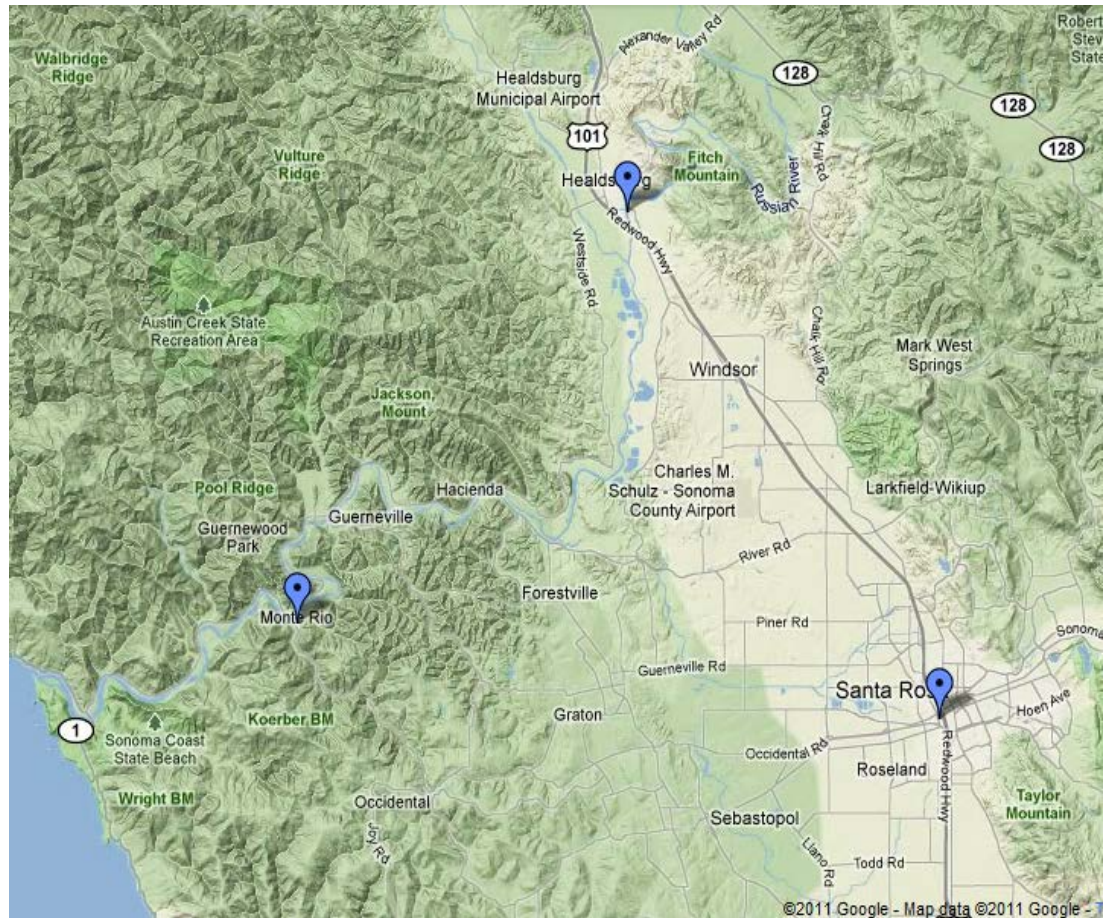 Alexander Valley Rd
Walbridge
Ridge
128
Healdsburg
Municipal Airport
128
101
Chalk Hill Rd
128
Vulture
Ridge
Fitch
Mountain
Healdsburg
Russian River
Redwood Hwy
Westside Rd
Austin Creek State
Recreation Area
Chalk Hill Rd
Mark West
Springs
Windsor
Jackson,
Mount
Charles M.
Schulz - Sonoma
County Airport
Pool Ridge
Hacienda
Larkfield-Wikiup
Guerneville
Guernewood
Park
River Rd
Forestville
Monte Rio
Piner Rd
Sonoma
Guerneville Rd
Santa Rosa
Hoen Ave
Koerber BM
Graton
1
Sonoma Coast
State Beach
Occidental Rd
Redwood Hwy
Roseland
Wright BM
Occidental
Taylor
Mountain
Sebastopol
Joy Rd
Llano Rd
Todd Rd
©2011 Google - Map data ©2011 Google -